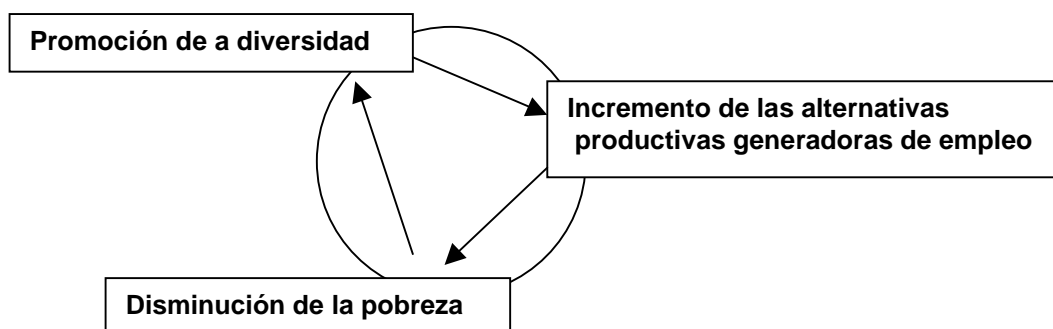 Promoción de a diversidad
Incremento de las alternativas
productivas generadoras de empleo
Disminución de la pobreza